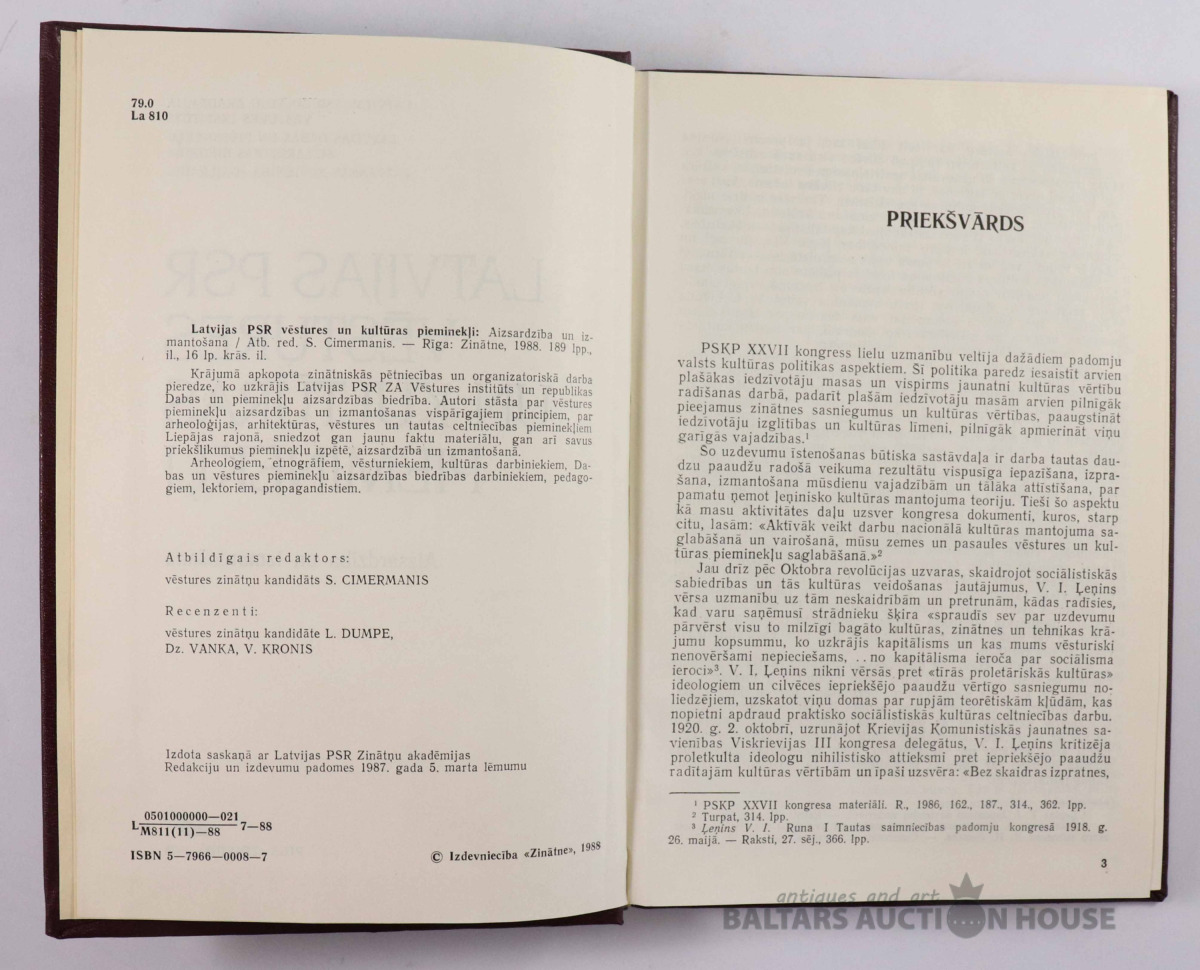 79.0
La 810
Latvijas PSR vēstures un kultūras pieminekļi: Aizsardzība un iz-
mantošana / Atb. red. S. Cimermanis. — Rīga: Zinātne, 1988. 189 lpp.,
il., 16 lp. krās. il.
Krājumā apkopota zinātniskās pētniecības un organizatoriskā darba
pieredze, ko uzkrājis Latvijas PSR ZA Vēstures institūts un republikas
Dabas un pieminekļu aizsardzības biedrība. Autori stāsta par vēstures
pieminekļu aizsardzības un izmantošanas vispārīgajiem principiem, par
arheoloģijas, arhitektūras, vēstures un tautas celtniecības pieminekļiem
Liepājas rajonā, sniedzot gan jaunu faktu materiālu, gan arī savus
priekšlikumus pieminekļu izpētē, aizsardzībā un izmantošanā.
Arheologiem, etnogrāfiem, vēsturniekiem, kultūras darbiniekiem, Da-
bas un vēstures pieminekļu aizsardzības biedrības darbiniekiem, pedago-
giem, lektoriem, propagandistiem.
Atbildīgais redaktors:
vēstures zinātņu kandidāts S. CIMERMANIS
Recenzenti:
vēstures zinātņu kandidāte L. DUMPE,
Dz. VANKA, V. KRONIS
Izdota saskaņā ar Latvijas PSR Zinātņu akadēmijas
Redakciju un izdevumu padomes 1987. gada 5. marta lēmumu
L 0501000000—021
M811(11)—88 7—88
ISBN 5—7966—0008—7
© Izdevniecība «Zinātne», 1988
PRIEKŠVĀRDS
PSKP XXVII kongress lielu uzmanību veltīja dažādiem padomju
valsts kultūras politikas aspektiem. Šī politika paredz iesaistīt arvien
plašākas iedzīvotāju masas un vispirms jaunatni kultūras vērtību
radīšanas darbā, padarīt plašām iedzīvotāju masām arvien pilnīgāk
pieejamus zinātnes sasniegumus un kultūras vērtības, paaugstināt
iedzīvotāju izglītības un kultūras līmeni, pilnīgāk apmierināt viņu
garīgās vajadzības.¹
Šo uzdevumu īstenošanas būtiska sastāvdaļa ir darba tautas dau-
dzu paaudžu radošā veikuma rezultātu vispusīga iepazīšana, izpra-
šana, izmantošana mūsdienu vajadzībām un tālāka attīstīšana, par
pamatu ņemot ļeņinisko kultūras mantojuma teoriju. Tieši šo aspektu
kā masu aktivitātes daļu uzsver kongresa dokumenti, kuros, starp
citu, lasām: «Aktīvāk veikt darbu nacionālā kultūras mantojuma sa-
glabāšanā un vairošanā, mūsu zemes un pasaules vēstures un kul-
tūras pieminekļu saglabāšanā.»²
Jau drīz pēc Oktobra revolūcijas uzvaras, skaidrojot sociālistiskās
sabiedrības un tās kultūras veidošanas jautājumus, V. I. Ļeņins
vērsa uzmanību uz tām neskaidrībām un pretrunām, kādas radīsies,
kad varu saņēmusī strādnieku šķira «spraudīs sev par uzdevumu
pārvērst visu to milzīgi bagāto kultūras, zinātnes un tehnikas krā-
jumu kopsummu, ko uzkrājis kapitālisms un kas mums vēsturiski
nenovēršami nepieciešams, . . no kapitālisma ieroča par sociālisma
ieroci»³. V. I. Ļeņins nikni vērsās pret «tīrās proletāriskās kultūras»
ideologiem un cilvēces iepriekšējo paaudžu vērtīgo sasniegumu no-
liedzējiem, uzskatot viņu domas par rupjām teorētiskām kļūdām, kas
nopietni apdraud praktisko sociālistiskās kultūras celtniecības darbu.
1920. g. 2. oktobrī, uzrunājot Krievijas Komunistiskās jaunatnes sa-
vienības Viskrievijas III kongresa delegātus, V. I. Ļeņins kritizēja
proletkulta ideologu nihilistisko attieksmi pret iepriekšējo paaudžu
radītajām kultūras vērtībām un īpaši uzsvēra: «Bez skaidras izpratnes,
¹ PSKP XXVII kongresa materiāli. R., 1986, 162., 187., 314., 362. lpp.
² Turpat, 314. lpp.
³ Ļeņins V. I. Runa I Tautas saimniecības padomju kongresā 1918. g.
26. maijā. — Raksti, 27. sēj., 366. lpp.
3
antiques and art
BALTARS AUCTION HOUSE